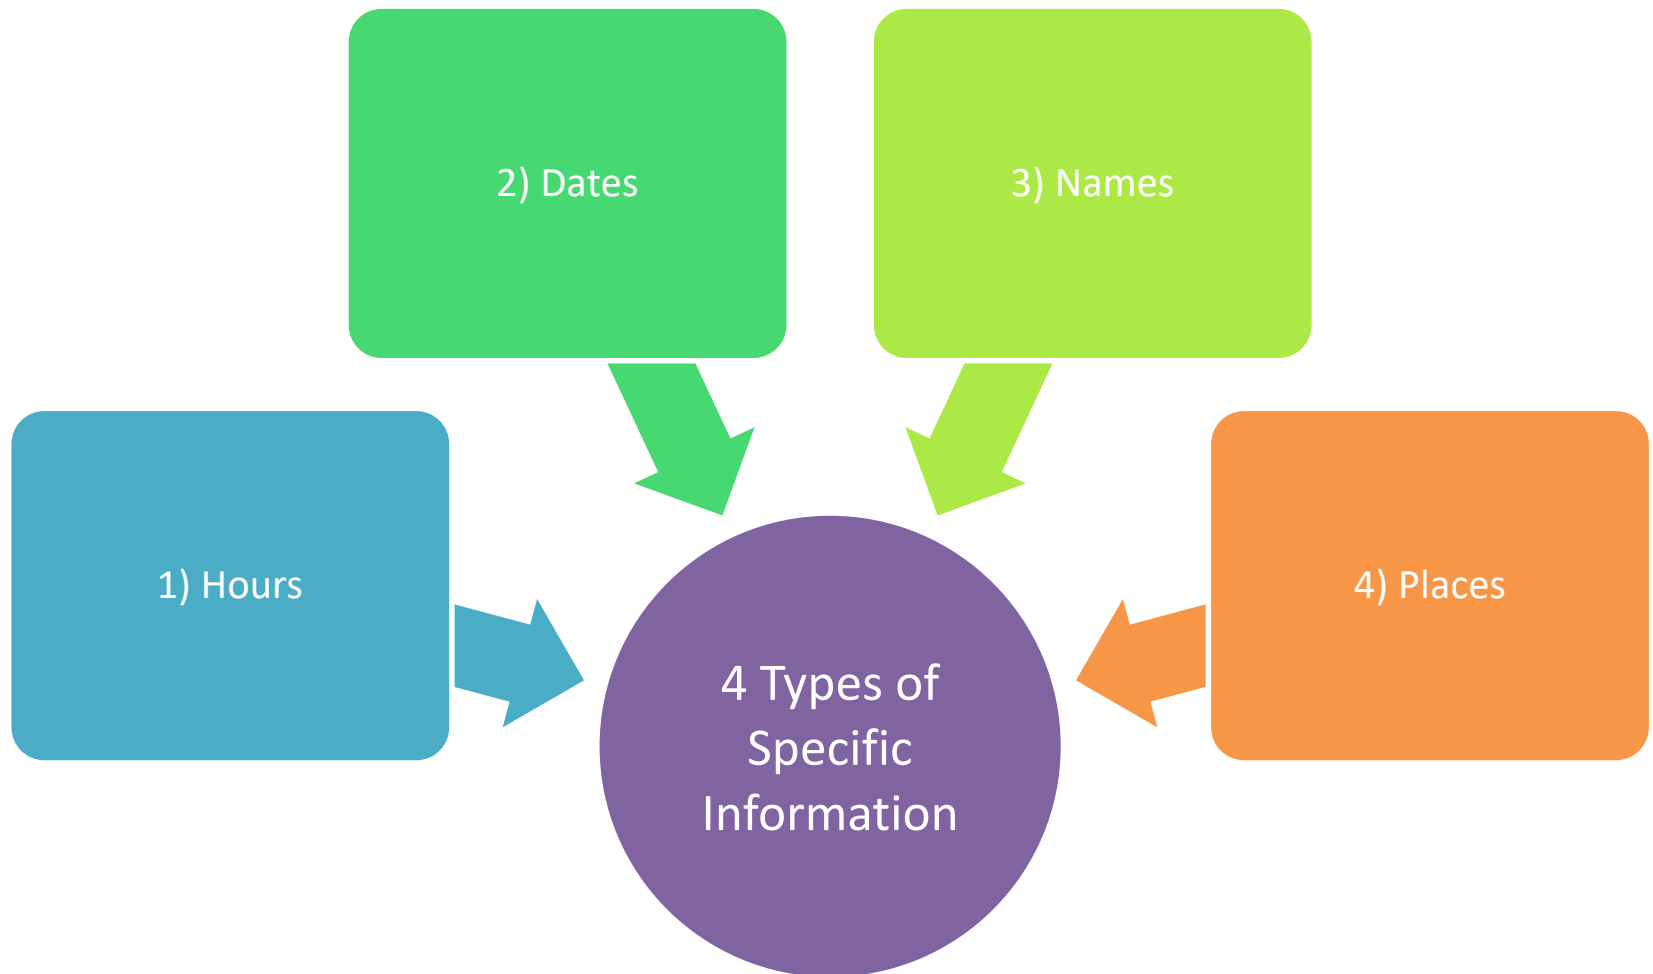 1) Hours
2) Dates
3) Names
4) Places
4 Types of
Specific
Information